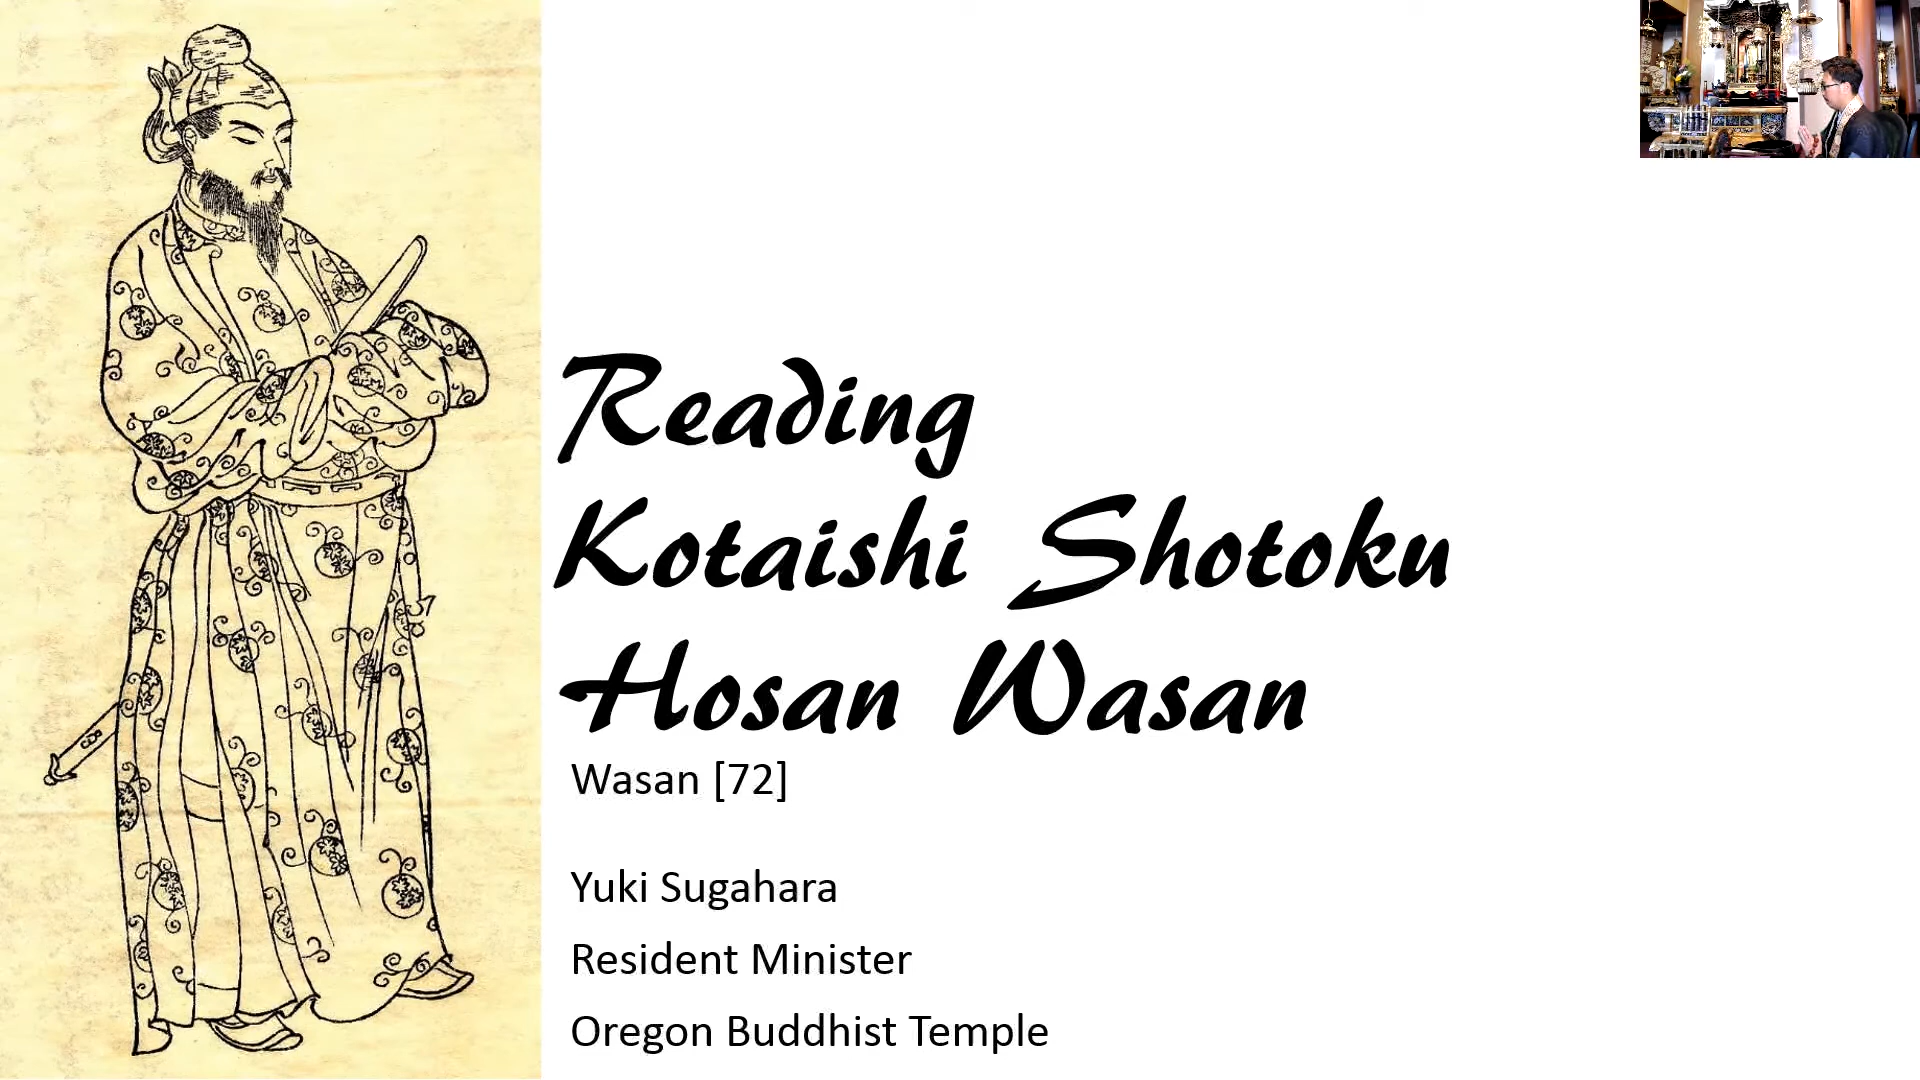 Reading
Kotaishi Shotoku
Hosan Wasan
Wasan [72]
Yuki Sugahara
Resident Minister
Oregon Buddhist Temple